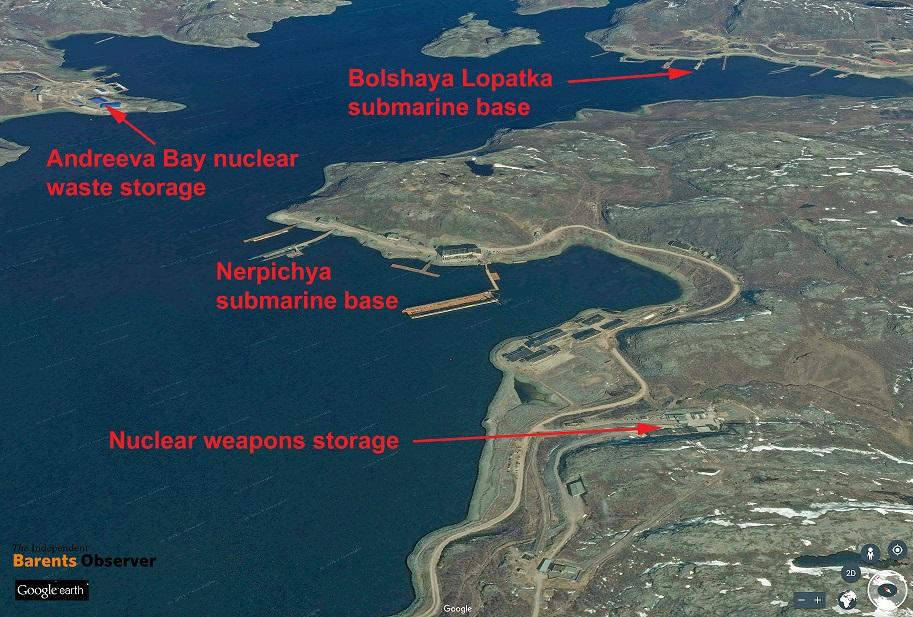 Bolshaya Lopatka
submarine base
Andreeva Bay nuclear
waste storage
Nerpichya
submarine base
Nuclear weapons storage
The Independent
Barents Observer
Google earth
Google
2D